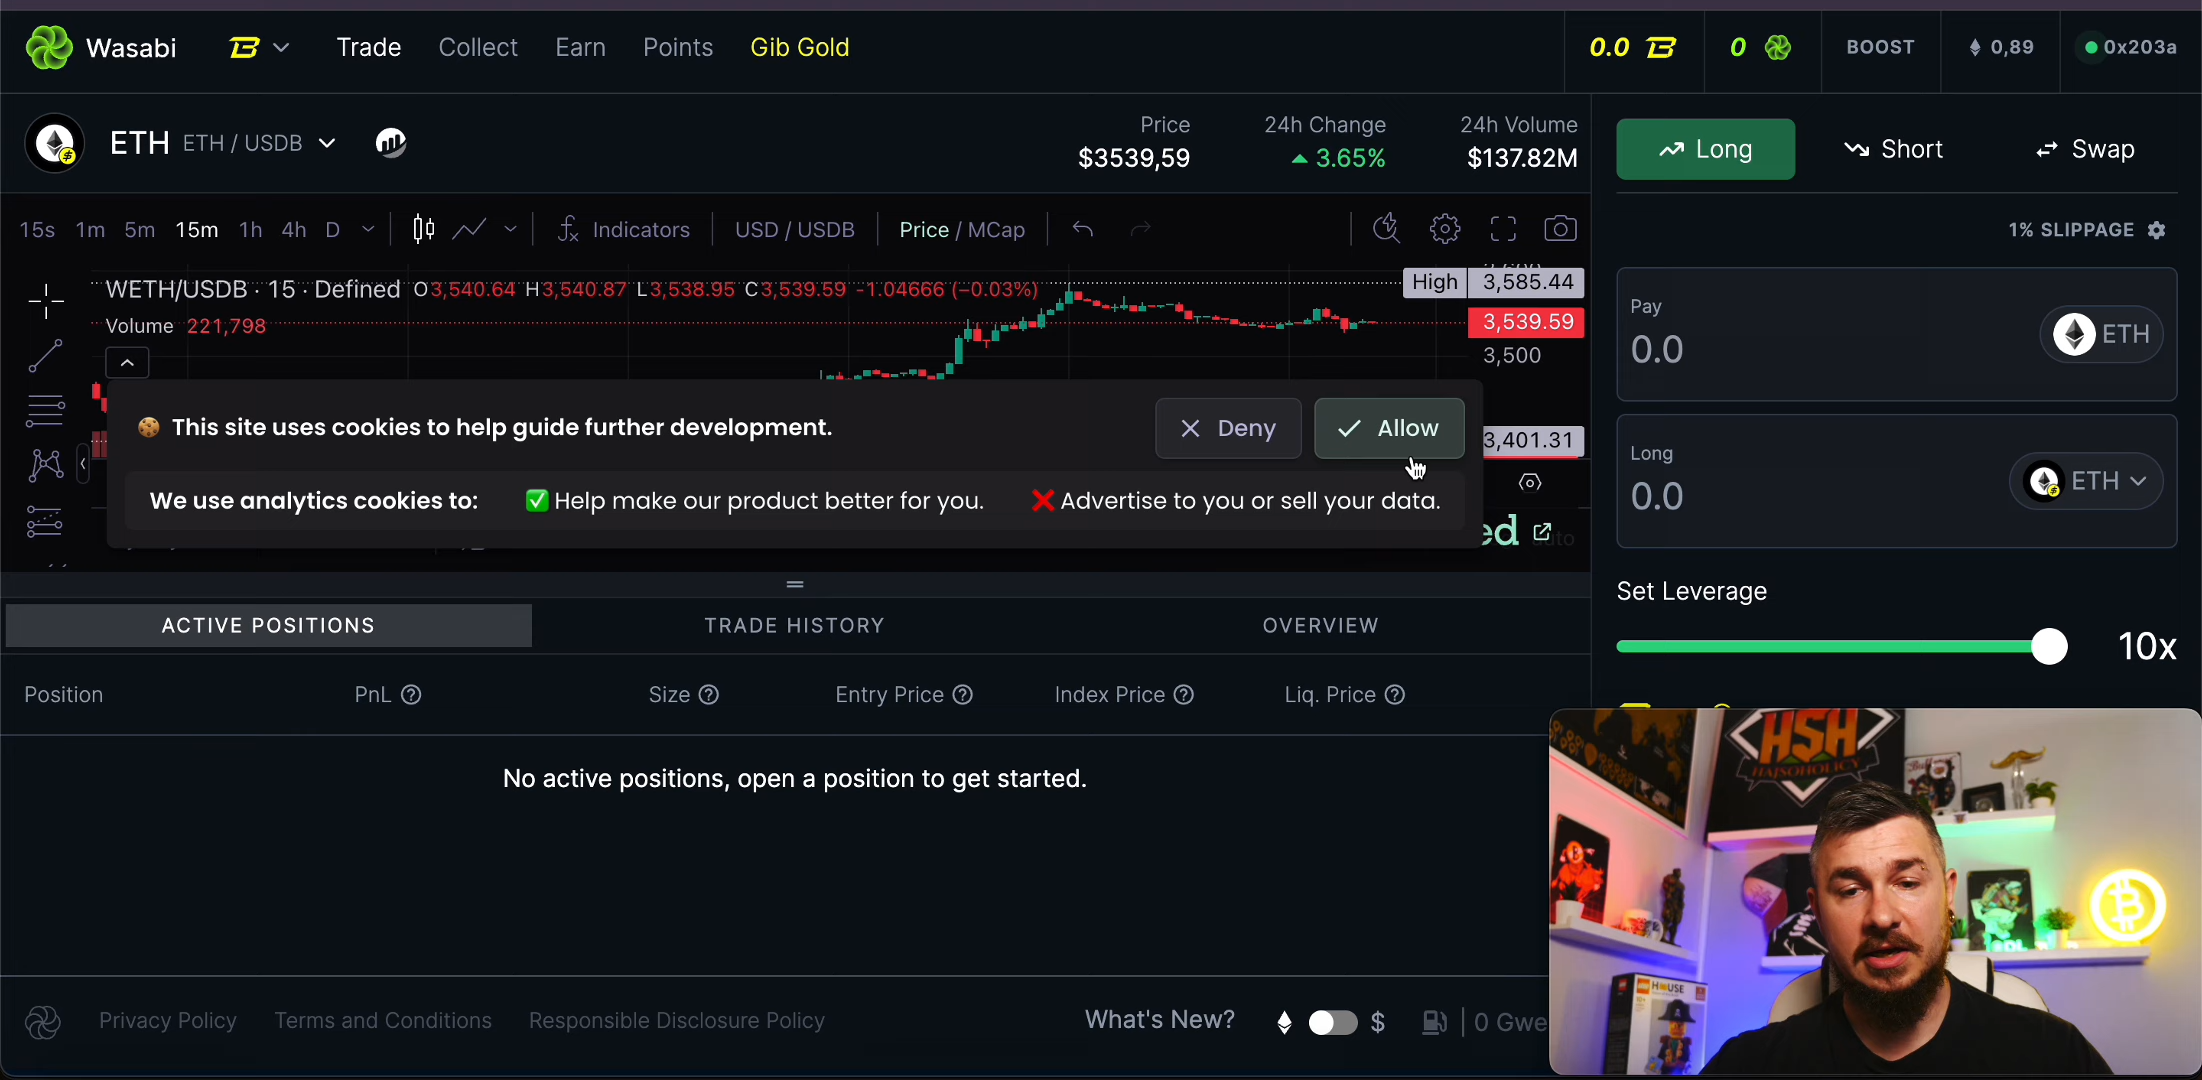 Wasabi
Trade
Collect
Earn
Points
Gib Gold
0.0
0
BOOST
0,89
0x203a
ETH ETH / USDB
Price
$3539,59
24h Change
3.65%
24h Volume
$137.82M
Long
Short
Swap
15s 1m 5m 15m 1h 4h D
Indicators
USD / USDB
Price / MCap
1% SLIPPAGE
WETH/USDB · 15 · Defined O3,540.64 H3,540.87 L3,538.95 C3,539.59 -1.04666 (−0.03%)
Volume 221,798
High 3,585.44
3,539.59
3,500
3,401.31
Pay
0.0
ETH
Long
0.0
ETH
This site uses cookies to help guide further development.
Deny
Allow
We use analytics cookies to:
Help make our product better for you.
Advertise to you or sell your data.
ed
auto
Set Leverage
10x
ACTIVE POSITIONS
TRADE HISTORY
OVERVIEW
Position
PnL
Size
Entry Price
Index Price
Liq. Price
No active positions, open a position to get started.
HSH
HAJSOHOLICY
HOUSE
Privacy Policy
Terms and Conditions
Responsible Disclosure Policy
What's New?
$
0 Gwe